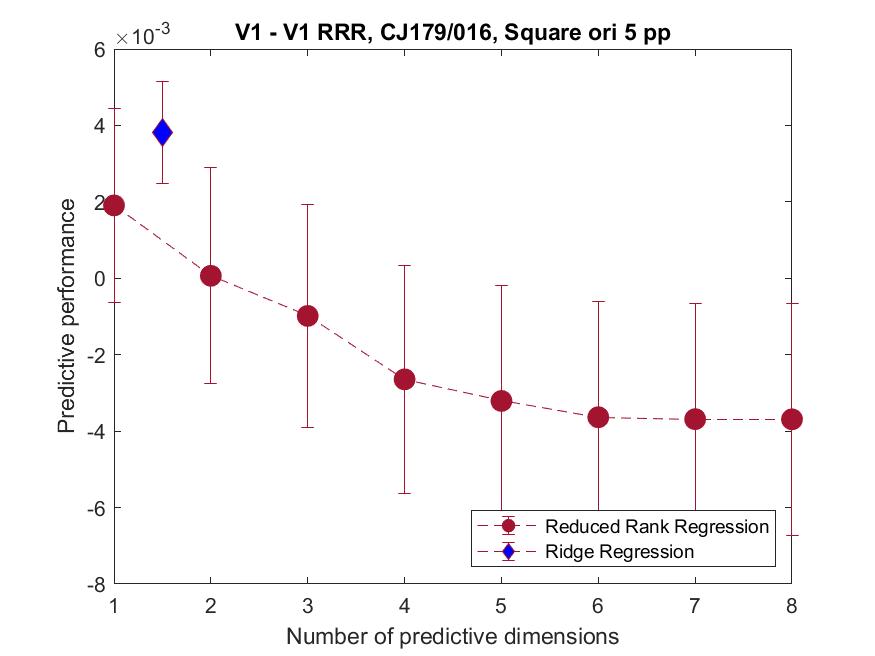 V1 - V1 RRR, CJ179/016, Square ori 5 pp
×10⁻³
6
4
2
0
-2
-4
-6
-8
Predictive performance
1 2 3 4 5 6 7 8
Number of predictive dimensions
Reduced Rank Regression
Ridge Regression